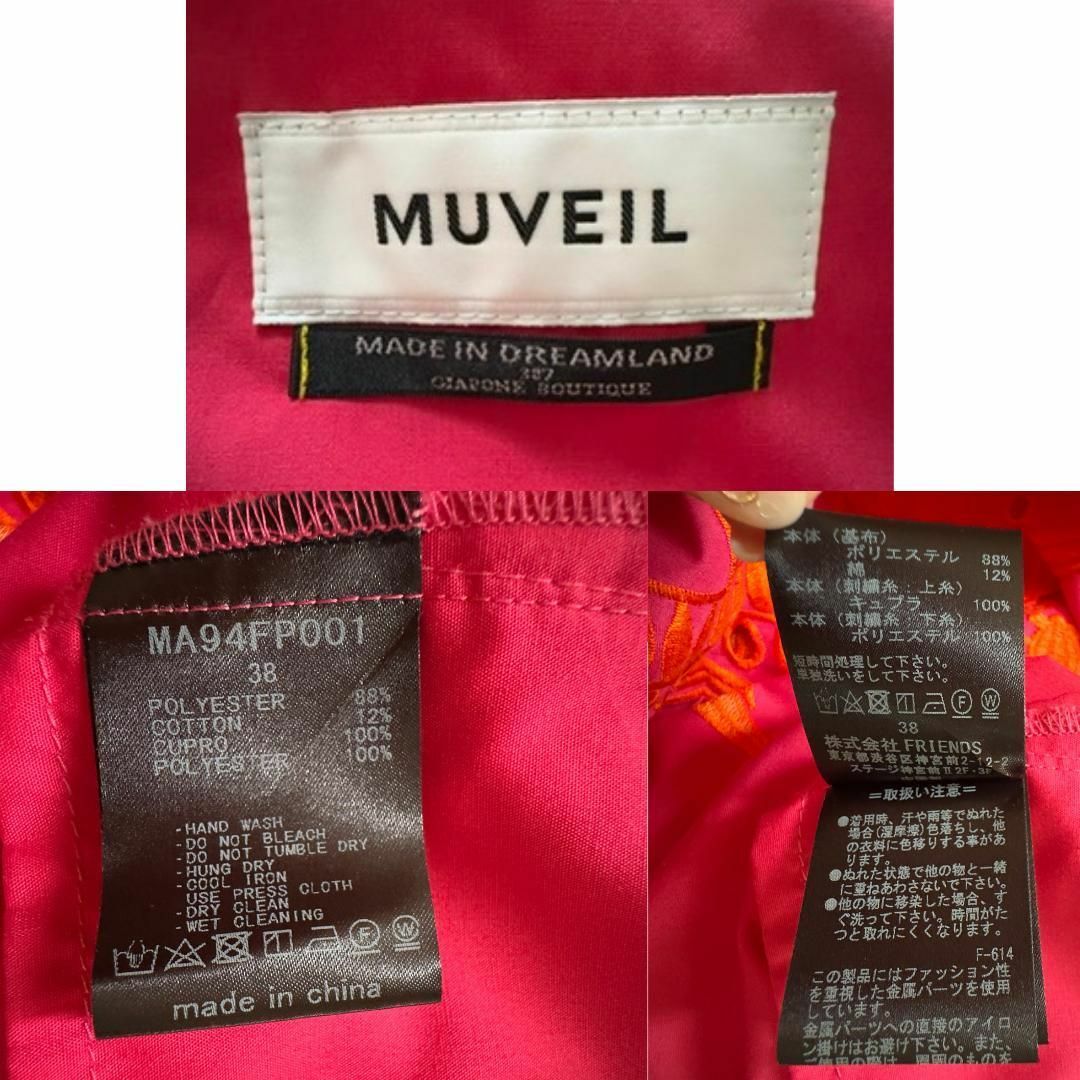 MUVEIL
MADE IN DREAMLAND
387
GIAPONE BOUTIQUE
MA94FP001
38
POLYESTER 88%
COTTON 12%
CUPRO 100%
POLYESTER 100%
- HAND WASH
- DO NOT BLEACH
- DO NOT TUMBLE DRY
- HUNG DRY
- COOL IRON
USE PRESS CLOTH
- DRY CLEAN
- WET CLEANING
F W
made in china
本体（基布）
ポリエステル 88%
綿 12%
本体（刺繍糸：上糸）
キュプラ 100%
本体（刺繍糸：下糸）
ポリエステル 100%
短時間処理して下さい。
単独洗いをして下さい。
F W
38
株式会社 FRIENDS
東京都渋谷区神宮前2-12-2
ステージ神宮前Ⅱ2F・3F
＝取扱い注意＝
●着用時、汗や雨等でぬれた
場合(湿摩擦)色落ちし、他
の衣料に色移りする事があ
ります。
●ぬれた状態で他の物と一緒
に重ねあわさないで下さい。
●他の物に移染した場合、す
ぐ洗って下さい。時間がた
つと取れにくくなります。
F-614
この製品にはファッション性
を重視した金属パーツを使用
しています。
金属パーツへの直接のアイロ
ン掛けはお避け下さい。また、